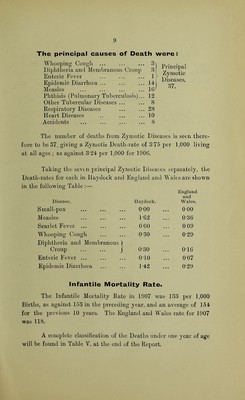 9
The principal causes of Death were:
Whooping Cough ... ... 3
Diphtheria and Membranous Croup 3
Enteric Fever ... ... 1
Epidemic Diarrhœa ... ... 14
Measles ... ... 16
Principal Zymotic Diseases, 37.
Phthisis (Pulmonary Tuberculosis)... 12
Other Tubercular Diseases ... ... 8
Respiratory Diseases ... 28
Heart Diseases ... ... 10
Accidents ... ... 8
The number of deaths from Zymotic Diseases is seen there-
fore to be 37, giving a Zymotic Death-rate of 3·75 per 1,000 living
at all ages; as against 3·24 per 1,000 for 1906.
Taking the seven principal Zymotic Diseases separately, the
Death-rates for each in Haydock and England and Wales are shown
in the following Table :—
Disease. Haydock. England and Wales.
Small-pox ... ... ... 0·00 ... 0·00
Measles ... ... ... 1·62 ... 0·36
Scarlet Fever ... ... ... 0·00 ... 0·09
Whooping Cough ... ... 0·30 ... 0·29
Diphtheria and Membranous }
Croup ... ... } 0·30 ... 0·16
Enteric Fever ... ... ... 0·10 ... 0·07
Epidemic Diarrhœa ... ... 1·42 ... 0·29
Infantile Mortality Rate.
The Infantile Mortality Rate in 1907 was 133 per 1,000
Births, as against 153 in the preceding year, and an average of 154
for the previous 10 years. The England and Wales rate for 1907
was 118.
A complete classification of the Deaths under one year of age
will be found in Table V. at the end of the Report.